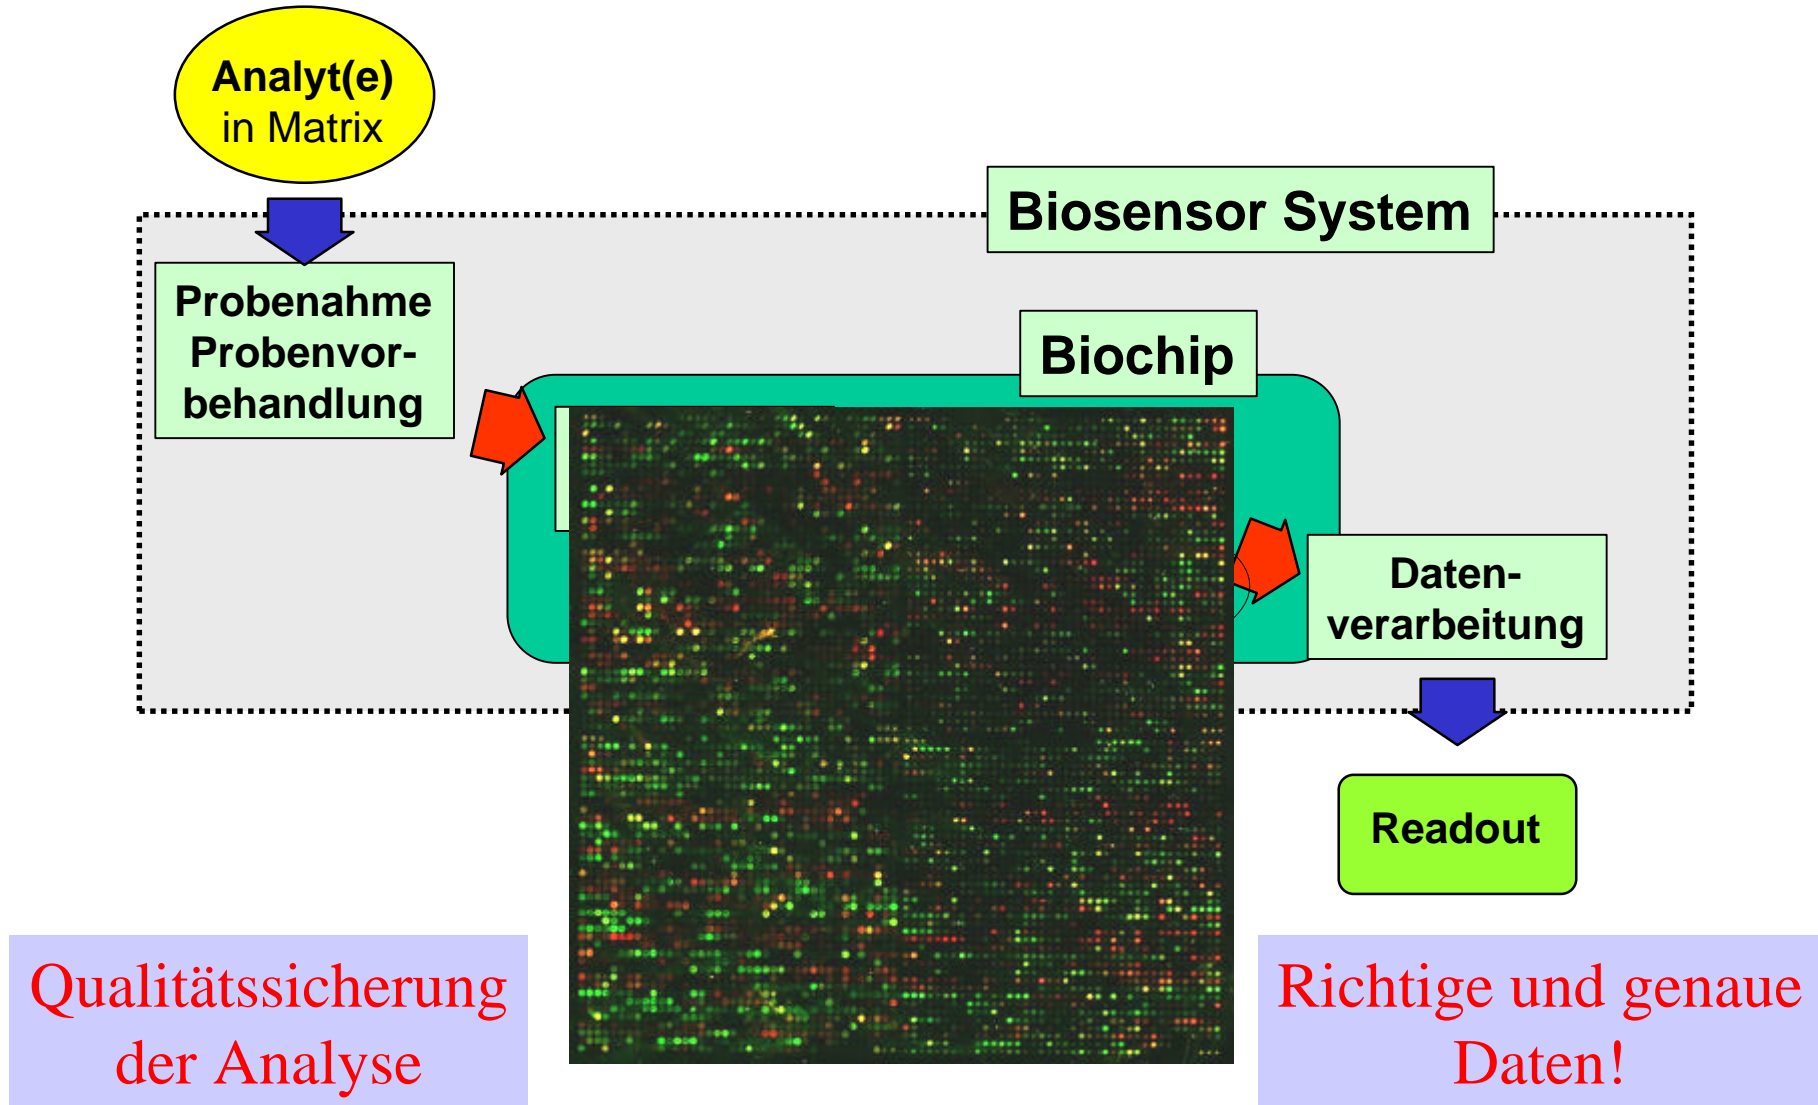 Analyt(e)
in Matrix
Biosensor System
Probenahme
Probenvor-
behandlung
Biochip
Daten-
verarbeitung
Readout
Qualitätssicherung
der Analyse
Richtige und genaue
Daten!